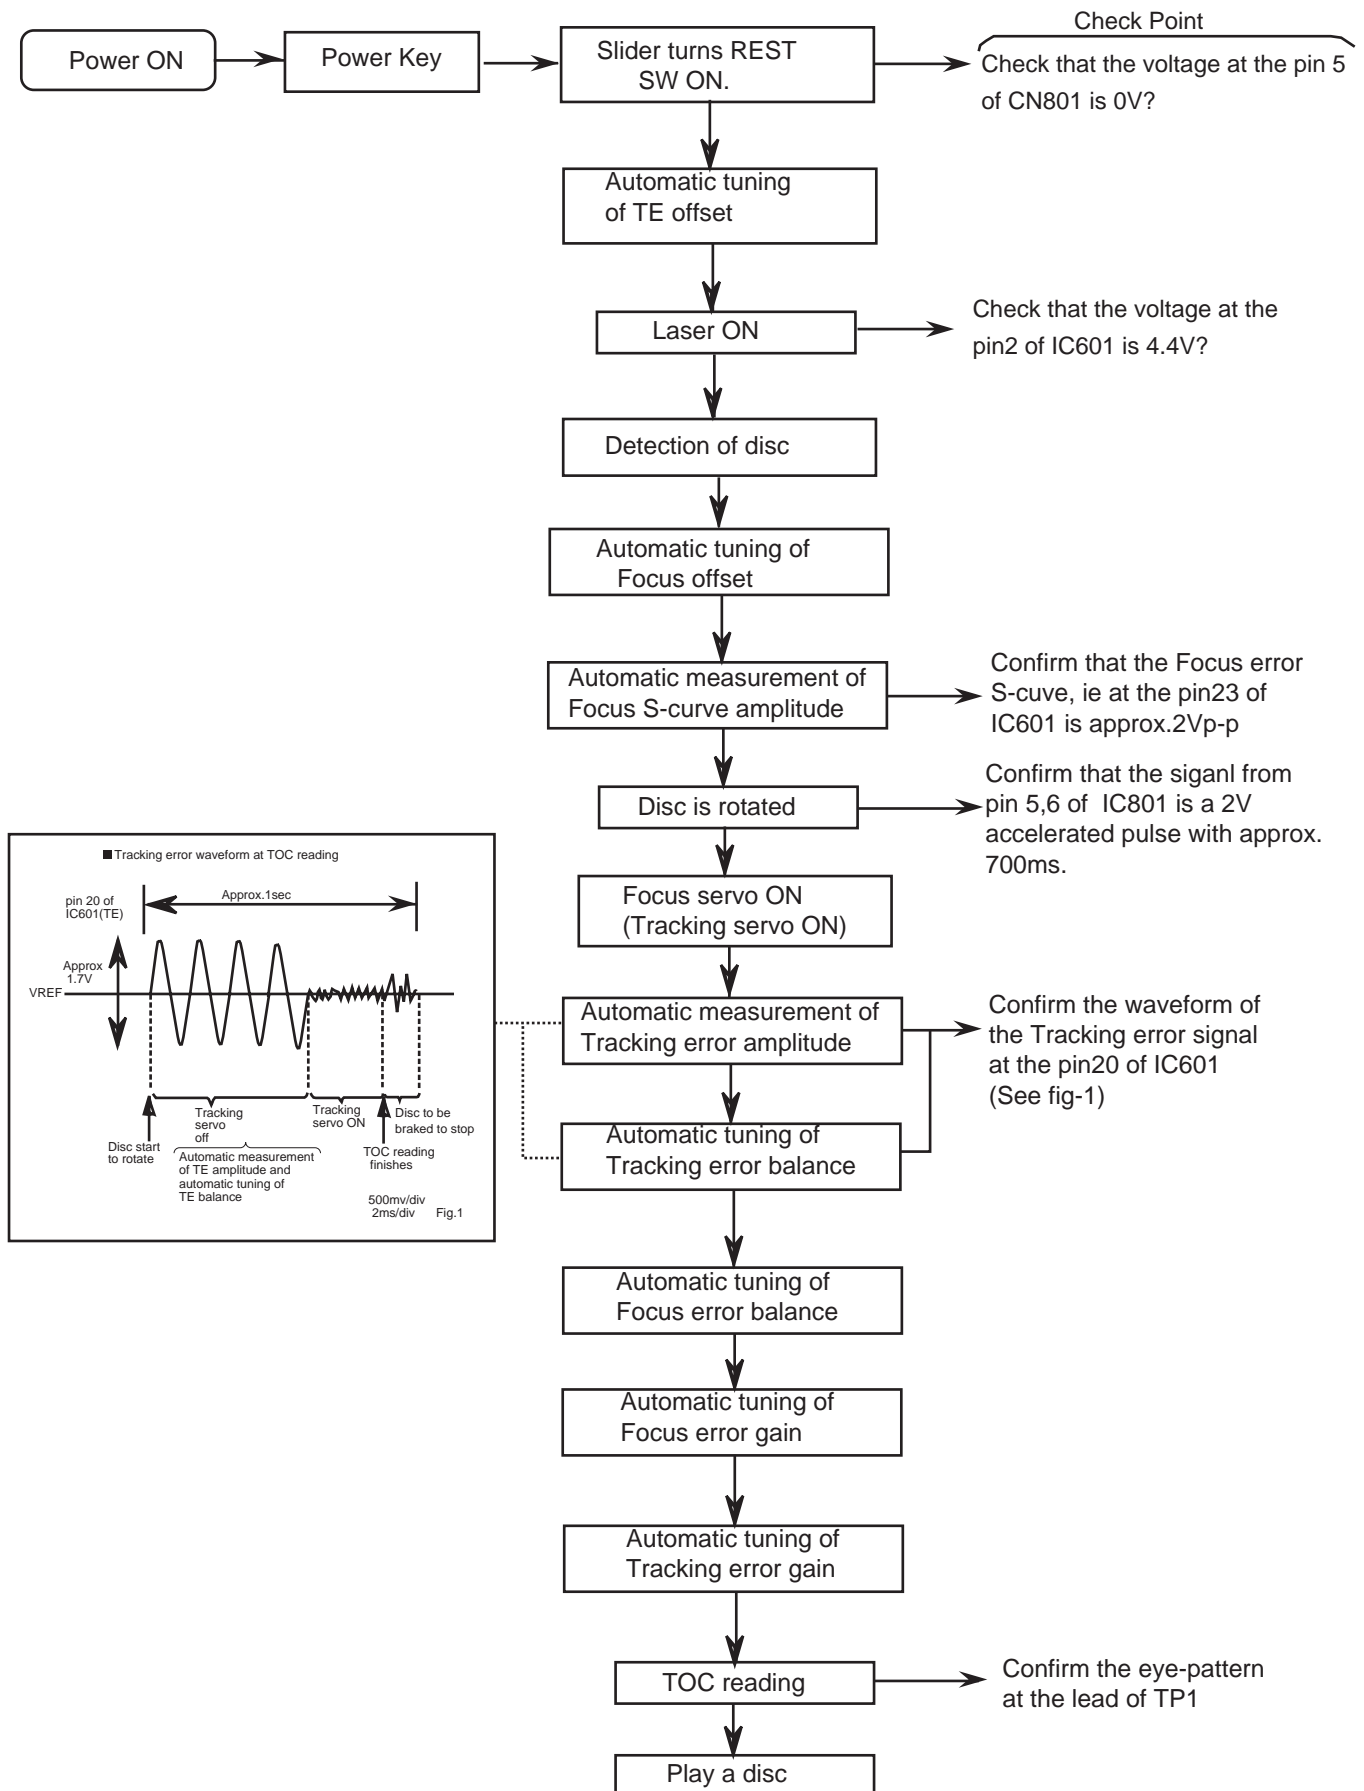 Check Point
Power ON
Power Key
Slider turns REST
SW ON.
Check that the voltage at the pin 5
of CN801 is 0V?
Automatic tuning
of TE offset
Laser ON
Check that the voltage at the
pin2 of IC601 is 4.4V?
Detection of disc
Automatic tuning of
Focus offset
Automatic measurement of
Focus S-curve amplitude
Confirm that the Focus error
S-cuve, ie at the pin23 of
IC601 is approx.2Vp-p
Disc is rotated
Confirm that the siganl from
pin 5,6 of IC801 is a 2V
accelerated pulse with approx.
700ms.
Focus servo ON
(Tracking servo ON)
Tracking error waveform at TOC reading
pin 20 of
IC601(TE)
Approx.1sec
Approx
1.7V
VREF
Disc start
to rotate
Tracking
servo
off
Automatic measurement
of TE amplitude and
automatic tuning of
TE balance
Tracking
servo ON
TOC reading
finishes
Disc to be
braked to stop
500mv/div
2ms/div Fig.1
Automatic measurement of
Tracking error amplitude
Confirm the waveform of
the Tracking error signal
at the pin20 of IC601
(See fig-1)
Automatic tuning of
Tracking error balance
Automatic tuning of
Focus error balance
Automatic tuning of
Focus error gain
Automatic tuning of
Tracking error gain
TOC reading
Confirm the eye-pattern
at the lead of TP1
Play a disc